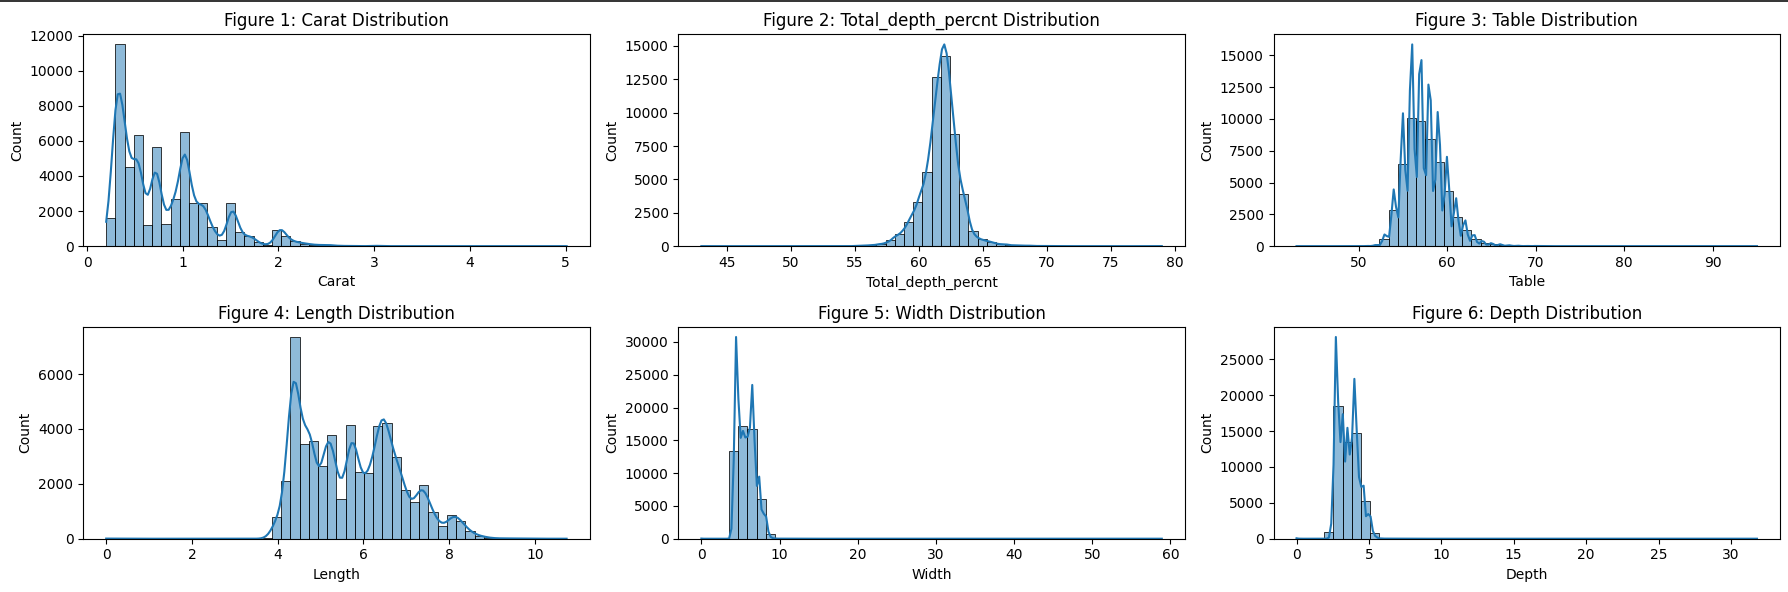 Figure 1: Carat Distribution
12000
10000
8000
6000
4000
2000
0
Count
0 1 2 3 4 5
Carat
Figure 2: Total_depth_percnt Distribution
15000
12500
10000
7500
5000
2500
0
Count
45 50 55 60 65 70 75 80
Total_depth_percnt
Figure 3: Table Distribution
15000
12500
10000
7500
5000
2500
0
Count
50 60 70 80 90
Table
Figure 4: Length Distribution
6000
4000
2000
0
Count
0 2 4 6 8 10
Length
Figure 5: Width Distribution
30000
25000
20000
15000
10000
5000
0
Count
0 10 20 30 40 50 60
Width
Figure 6: Depth Distribution
25000
20000
15000
10000
5000
0
Count
0 5 10 15 20 25 30
Depth